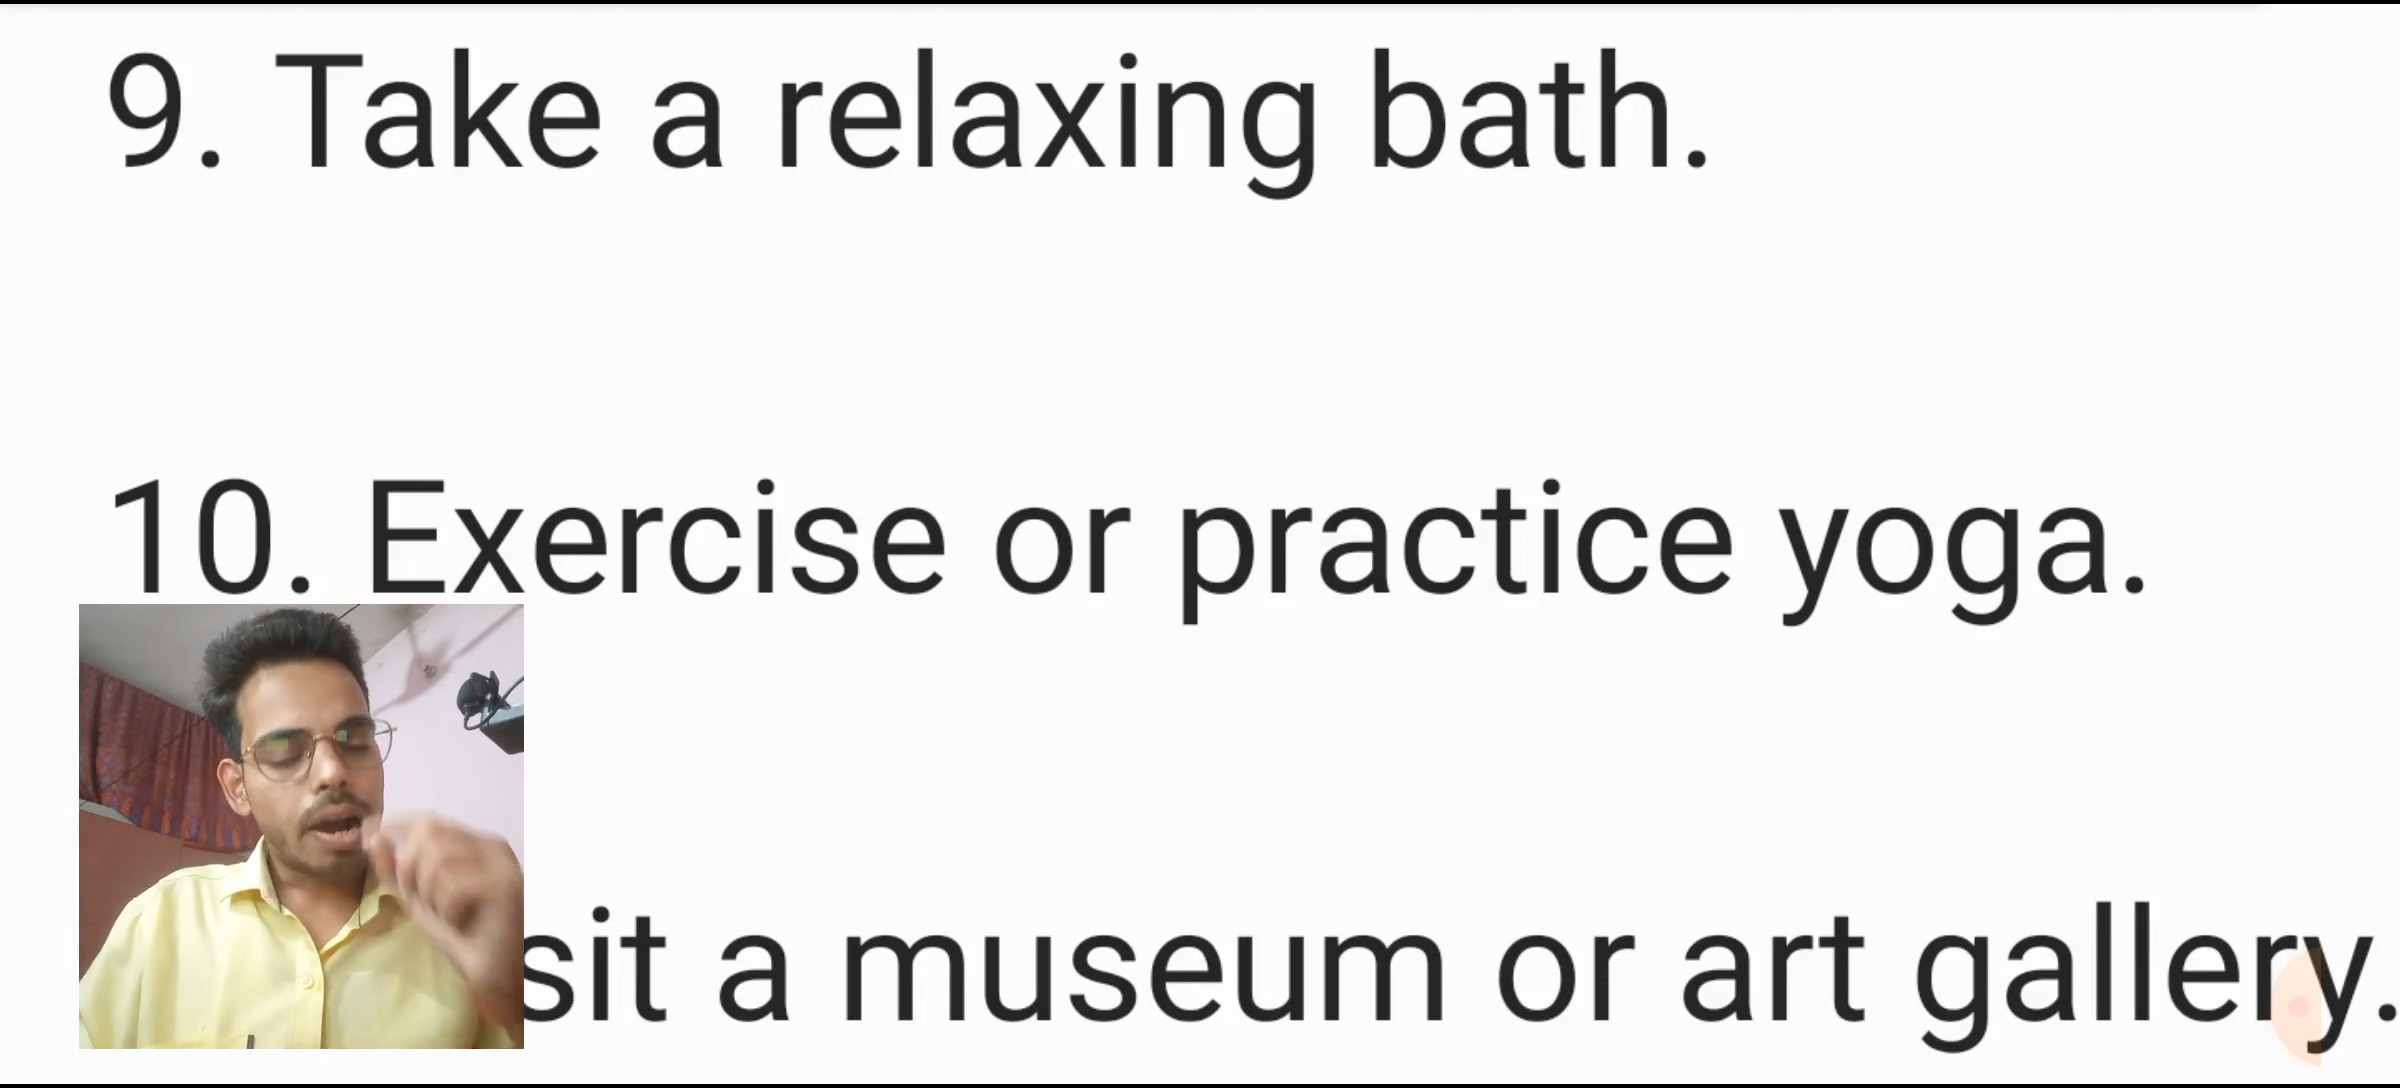 9. Take a relaxing bath.
10. Exercise or practice yoga.
sit a museum or art gallery.